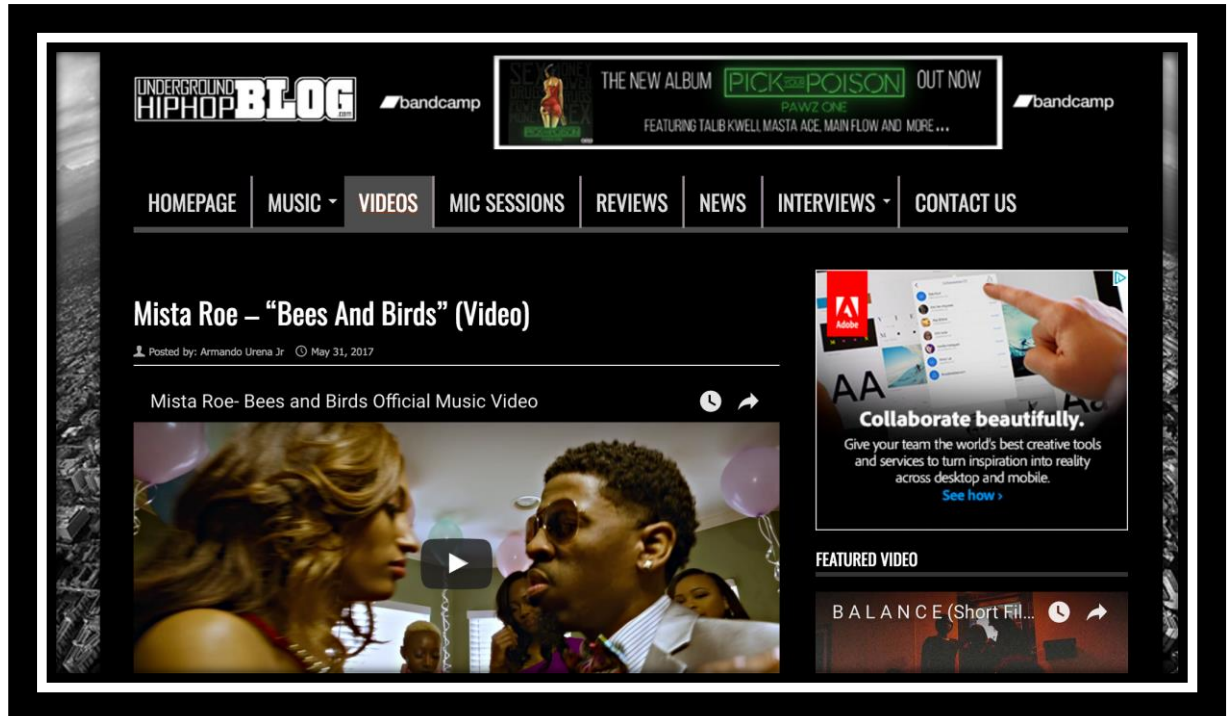 UNDERGROUND
HIPHOP BLOG
.com
bandcamp
THE NEW ALBUM PICK YOUR POISON OUT NOW
PAWZ ONE
FEATURING TALIB KWELI, MASTA ACE, MAIN FLOW AND MORE...
bandcamp
HOMEPAGE MUSIC VIDEOS MIC SESSIONS REVIEWS NEWS INTERVIEWS CONTACT US
Mista Roe – “Bees And Birds” (Video)
Posted by: Armando Urena Jr May 31, 2017
Mista Roe- Bees and Birds Official Music Video
Adobe
AA
Collaborate beautifully.
Give your team the world's best creative tools
and services to turn inspiration into reality
across desktop and mobile.
See how ›
FEATURED VIDEO
B A L A N C E (Short Fil...